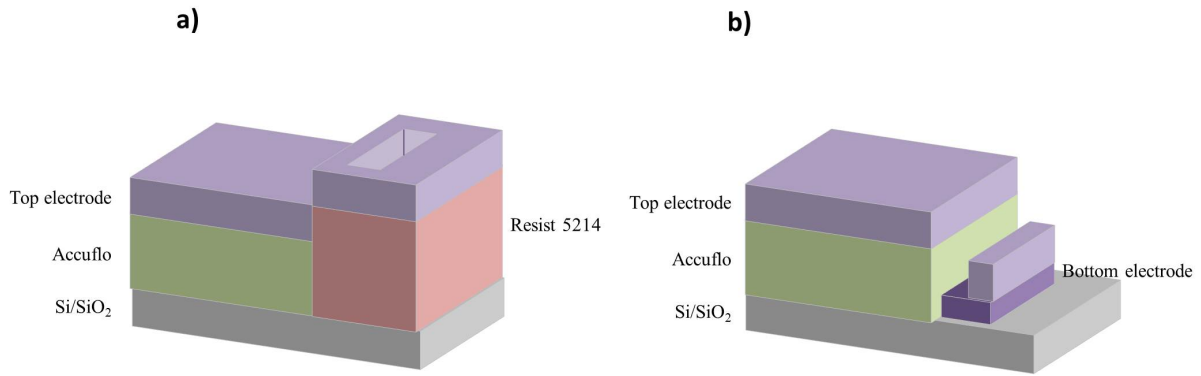 a)
b)
Top electrode
Accuflo
Si/SiO₂
Resist 5214
Top electrode
Accuflo
Si/SiO₂
Bottom electrode